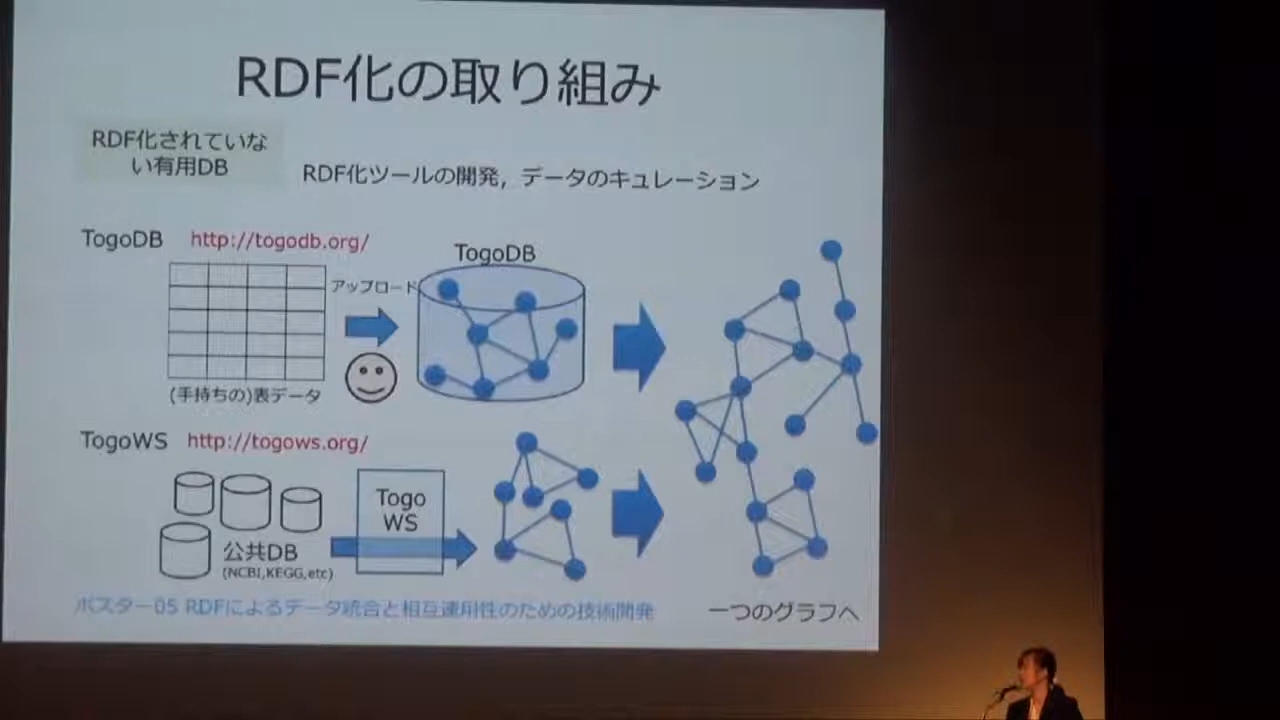 RDF化の取り組み
RDF化されていな
い有用DB
RDF化ツールの開発，データのキュレーション
TogoDB http://togodb.org/
アップロード
TogoDB
(手持ちの)表データ
TogoWS http://togows.org/
Togo
WS
公共DB
(NCBI,KEGG,etc)
ポスター05 RDFによるデータ統合と相互運用性のための技術開発
一つのグラフへ